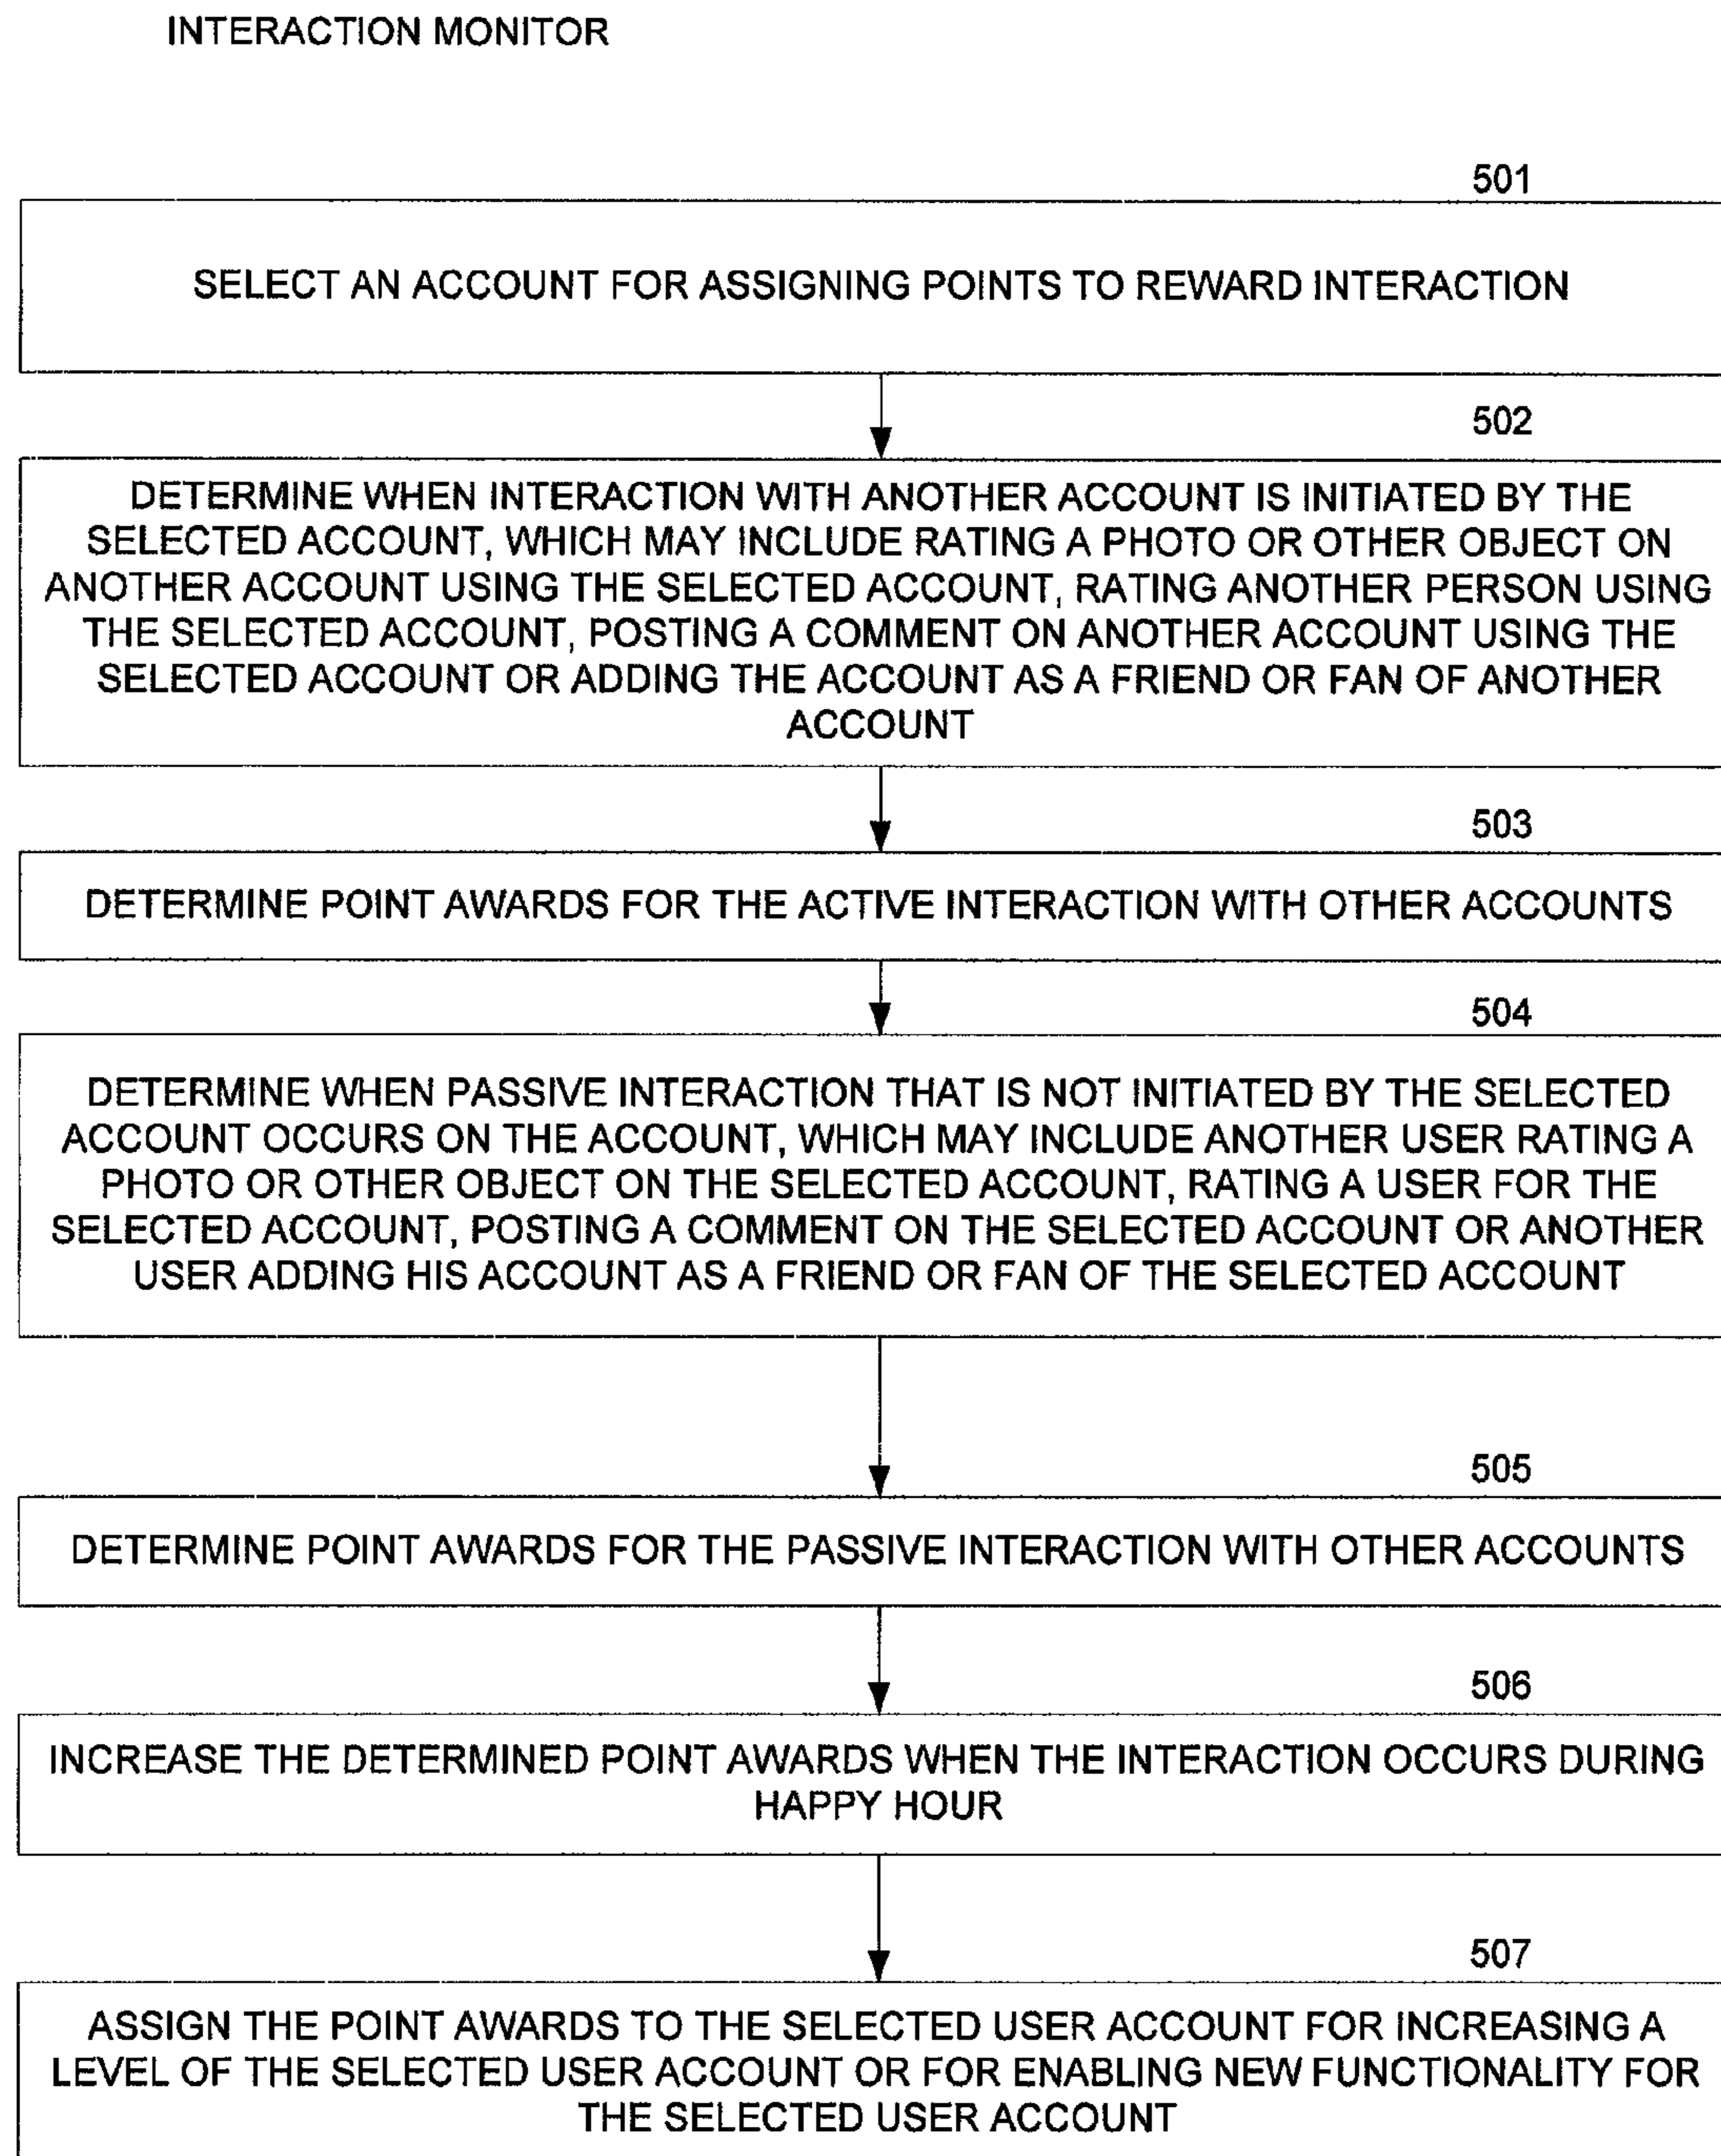 INTERACTION MONITOR
501
SELECT AN ACCOUNT FOR ASSIGNING POINTS TO REWARD INTERACTION
502
DETERMINE WHEN INTERACTION WITH ANOTHER ACCOUNT IS INITIATED BY THE
SELECTED ACCOUNT, WHICH MAY INCLUDE RATING A PHOTO OR OTHER OBJECT ON
ANOTHER ACCOUNT USING THE SELECTED ACCOUNT, RATING ANOTHER PERSON USING
THE SELECTED ACCOUNT, POSTING A COMMENT ON ANOTHER ACCOUNT USING THE
SELECTED ACCOUNT OR ADDING THE ACCOUNT AS A FRIEND OR FAN OF ANOTHER
ACCOUNT
503
DETERMINE POINT AWARDS FOR THE ACTIVE INTERACTION WITH OTHER ACCOUNTS
504
DETERMINE WHEN PASSIVE INTERACTION THAT IS NOT INITIATED BY THE SELECTED
ACCOUNT OCCURS ON THE ACCOUNT, WHICH MAY INCLUDE ANOTHER USER RATING A
PHOTO OR OTHER OBJECT ON THE SELECTED ACCOUNT, RATING A USER FOR THE
SELECTED ACCOUNT, POSTING A COMMENT ON THE SELECTED ACCOUNT OR ANOTHER
USER ADDING HIS ACCOUNT AS A FRIEND OR FAN OF THE SELECTED ACCOUNT
505
DETERMINE POINT AWARDS FOR THE PASSIVE INTERACTION WITH OTHER ACCOUNTS
506
INCREASE THE DETERMINED POINT AWARDS WHEN THE INTERACTION OCCURS DURING
HAPPY HOUR
507
ASSIGN THE POINT AWARDS TO THE SELECTED USER ACCOUNT FOR INCREASING A
LEVEL OF THE SELECTED USER ACCOUNT OR FOR ENABLING NEW FUNCTIONALITY FOR
THE SELECTED USER ACCOUNT